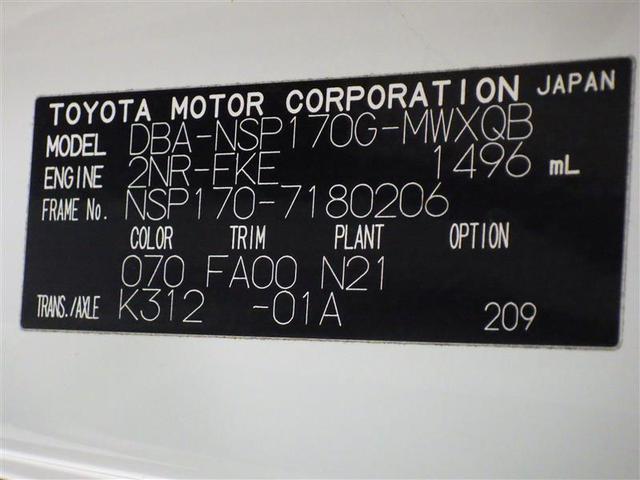 TOYOTA MOTOR CORPORATION JAPAN
MODEL DBA-NSP170G-MWXQB
ENGINE 2NR-FKE 1496 mL
FRAME No. NSP170-7180206
COLOR TRIM PLANT OPTION
070 FA00 N21
TRANS./AXLE K312 -01A 209